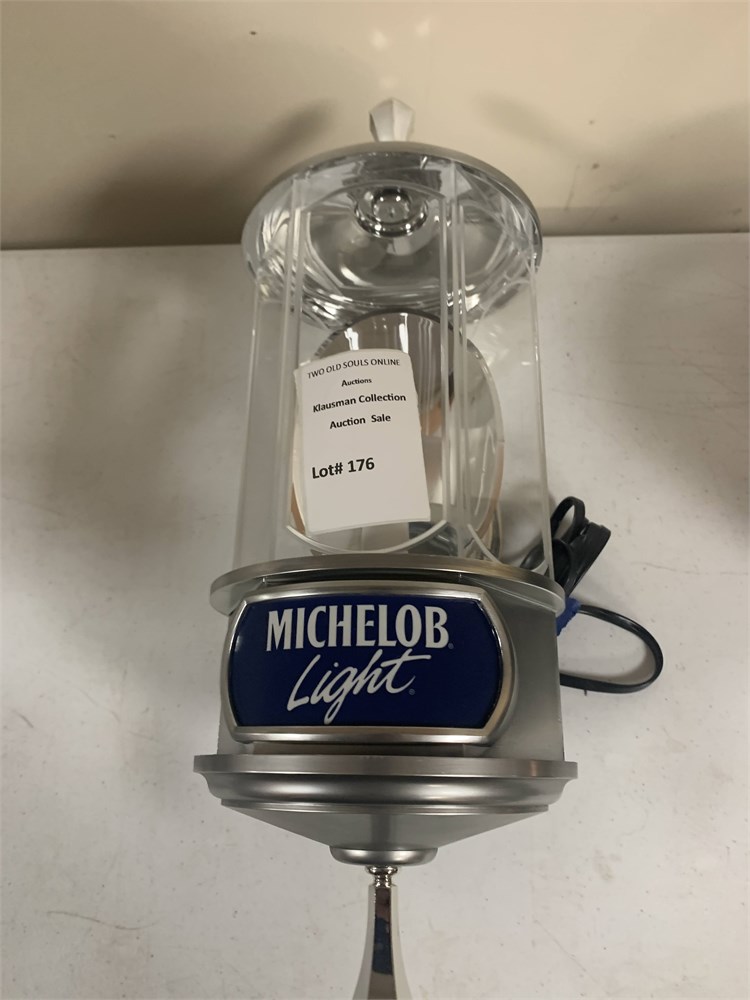 TWO OLD SOULS ONLINE
Auctions
Klausman Collection
Auction Sale
Lot# 176
MICHELOB®
Light®